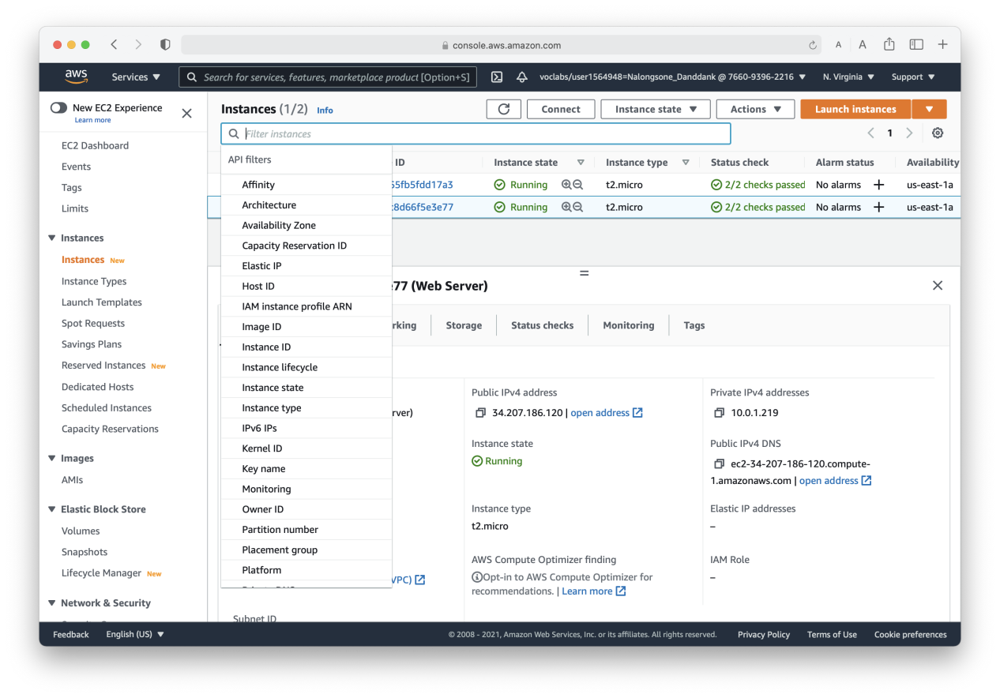 console.aws.amazon.com
A
A
aws
Services
Search for services, features, marketplace product [Option+S]
voclabs/user1564948=Nalongsone_Danddank @ 7660-9396-2216
N. Virginia
Support
New EC2 Experience
Learn more
EC2 Dashboard
Events
Tags
Limits
Instances
Instances New
Instance Types
Launch Templates
Spot Requests
Savings Plans
Reserved Instances New
Dedicated Hosts
Scheduled Instances
Capacity Reservations
Images
AMIs
Elastic Block Store
Volumes
Snapshots
Lifecycle Manager New
Network & Security
Instances (1/2) Info
Connect
Instance state
Actions
Launch instances
Filter instances
1
API filters
Affinity
Architecture
Availability Zone
Capacity Reservation ID
Elastic IP
Host ID
IAM instance profile ARN
Image ID
Instance ID
Instance lifecycle
Instance state
Instance type
IPv6 IPs
Kernel ID
Key name
Monitoring
Owner ID
Partition number
Placement group
Platform
ID Instance state Instance type Status check Alarm status Availability
5fb5fdd17a3 Running t2.micro 2/2 checks passed No alarms us-east-1a
8d66f5e3e77 Running t2.micro 2/2 checks passed No alarms us-east-1a
77 (Web Server)
rking Storage Status checks Monitoring Tags
rver)
VPC)
Subnet ID
Public IPv4 address
34.207.186.120 | open address
Instance state
Running
Instance type
t2.micro
AWS Compute Optimizer finding
Opt-in to AWS Compute Optimizer for
recommendations. | Learn more
Private IPv4 addresses
10.0.1.219
Public IPv4 DNS
ec2-34-207-186-120.compute-
1.amazonaws.com | open address
Elastic IP addresses
–
IAM Role
–
Feedback
English (US)
© 2008 - 2021, Amazon Web Services, Inc. or its affiliates. All rights reserved.
Privacy Policy
Terms of Use
Cookie preferences